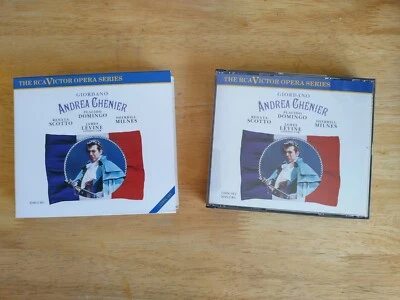 THE RCA VICTOR OPERA SERIES
GIORDANO
ANDREA CHENIER
PLACIDO
DOMINGO
RENATA
SCOTTO
SHERRILL
MILNES
JAMES
LEVINE
THE RCA VICTOR OPERA SERIES
GIORDANO
ANDREA CHENIER
PLACIDO
DOMINGO
RENATA
SCOTTO
SHERRILL
MILNES
JAMES
LEVINE